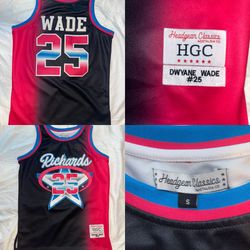 WADE
25
Headgear Classics
HGC
DWYANE WADE
#25
Richards
25
Headgear Classics
S